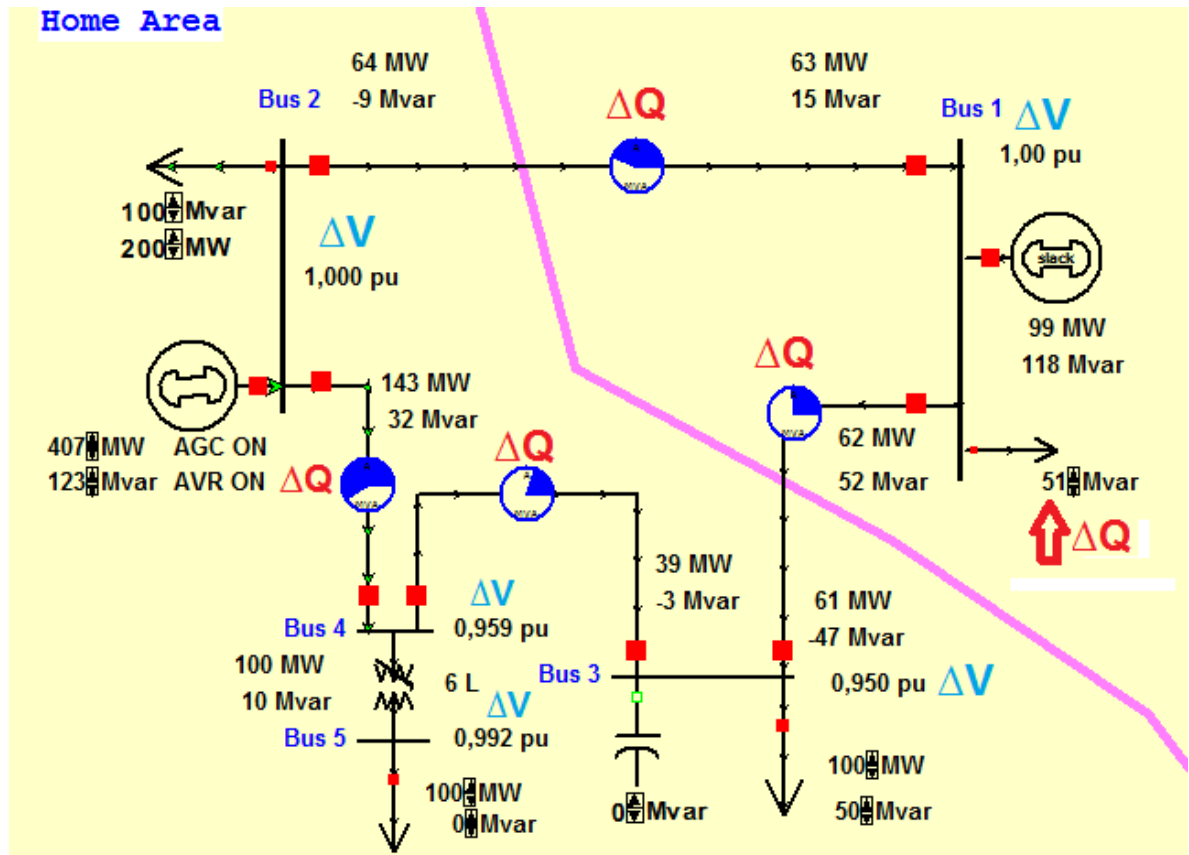 Home Area
64 MW
-9 Mvar
63 MW
15 Mvar
Bus 2
ΔQ
Bus 1
ΔV
1,00 pu
A
MVA
100 Mvar
200 MW
ΔV
1,000 pu
slack
99 MW
118 Mvar
ΔQ
MVA
143 MW
32 Mvar
62 MW
52 Mvar
407 MW AGC ON
123 Mvar AVR ON
ΔQ
A
MVA
ΔQ
A
MVA
51 Mvar
ΔQ
39 MW
-3 Mvar
61 MW
-47 Mvar
ΔV
Bus 4
0,959 pu
100 MW
10 Mvar
6 L
Bus 3
0,950 pu ΔV
ΔV
Bus 5
0,992 pu
100 MW
0 Mvar
0 Mvar
100 MW
50 Mvar